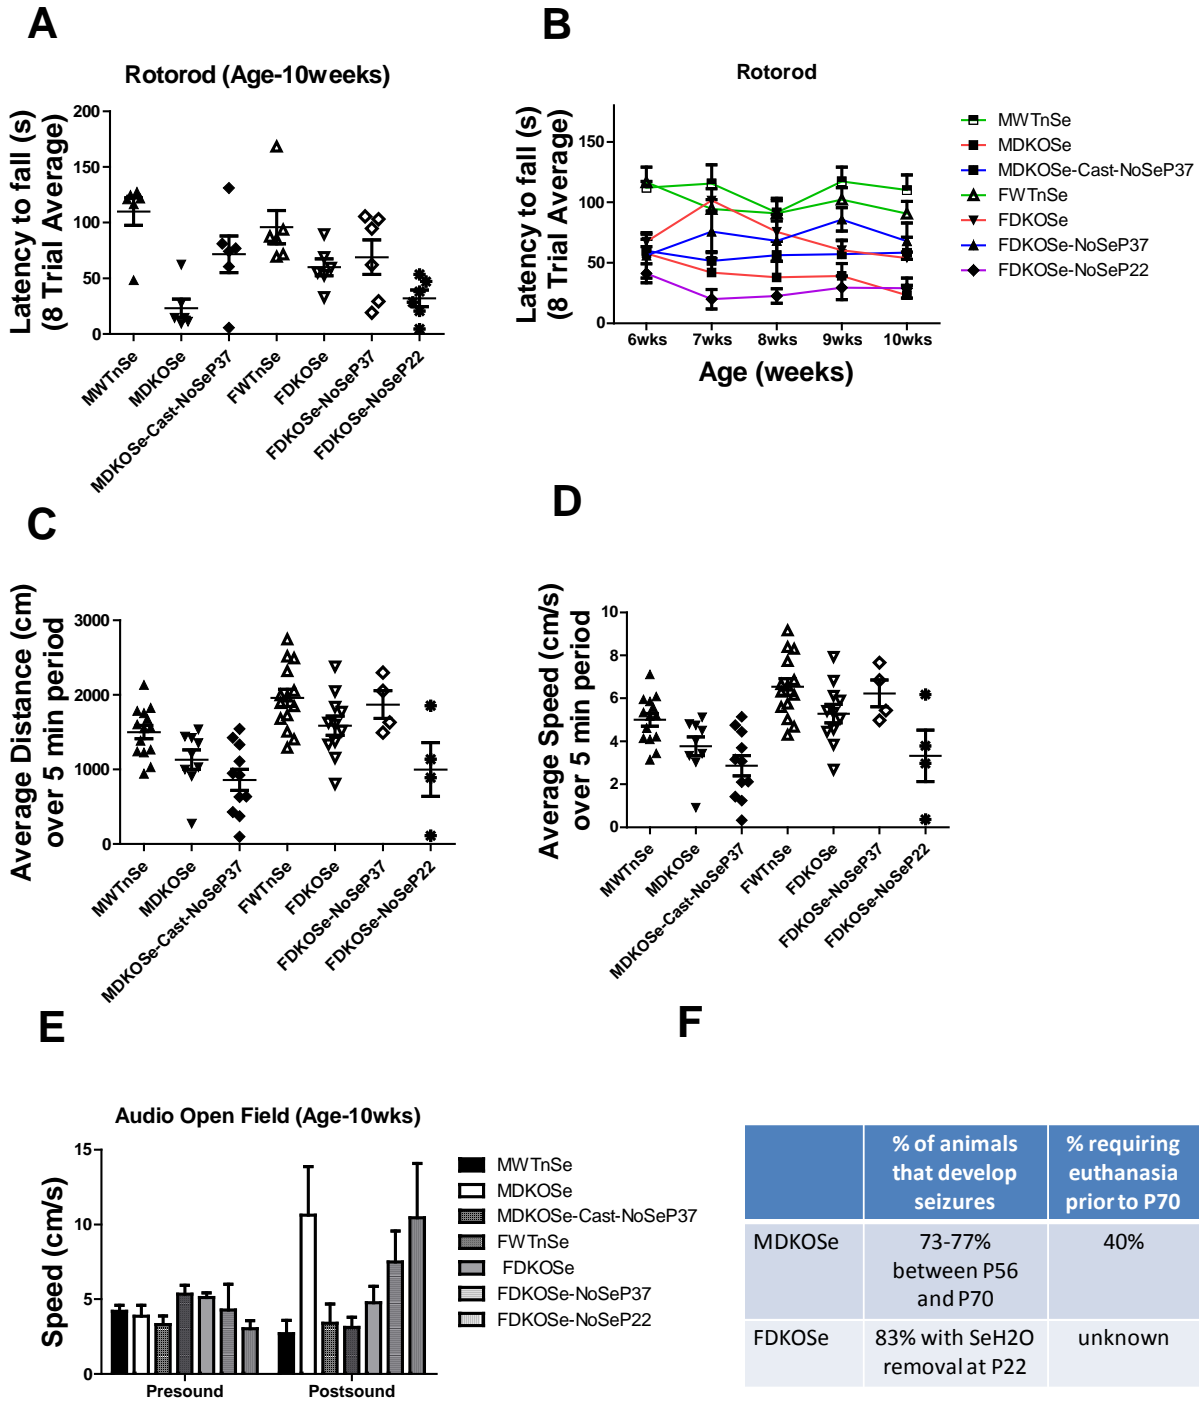 A
Rotorod (Age-10weeks)
Latency to fall (s)
(8 Trial Average)
200
150
100
50
0
MWTnSe
MDKOSe
MDKOSe-Cast-NoSeP37
FWTnSe
FDKOSe
FDKOSe-NoSeP37
FDKOSe-NoSeP22
B
Rotorod
Latency to fall (s)
(8 Trial Average)
150
100
50
0
6wks
7wks
8wks
9wks
10wks
Age (weeks)
MWTnSe
MDKOSe
MDKOSe-Cast-NoSeP37
FWTnSe
FDKOSe
FDKOSe-NoSeP37
FDKOSe-NoSeP22
C
Average Distance (cm)
over 5 min period
3000
2000
1000
0
MWTnSe
MDKOSe
MDKOSe-Cast-NoSeP37
FWTnSe
FDKOSe
FDKOSe-NoSeP37
FDKOSe-NoSeP22
D
Average Speed (cm/s)
over 5 min period
10
8
6
4
2
0
MWTnSe
MDKOSe
MDKOSe-Cast-NoSeP37
FWTnSe
FDKOSe
FDKOSe-NoSeP37
FDKOSe-NoSeP22
E
Audio Open Field (Age-10wks)
Speed (cm/s)
15
10
5
0
Presound
Postsound
MWTnSe
MDKOSe
MDKOSe-Cast-NoSeP37
FWTnSe
FDKOSe
FDKOSe-NoSeP37
FDKOSe-NoSeP22
F
% of animals
that develop
seizures
% requiring
euthanasia
prior to P70
MDKOSe
73-77%
between P56
and P70
40%
FDKOSe
83% with SeH2O
removal at P22
unknown